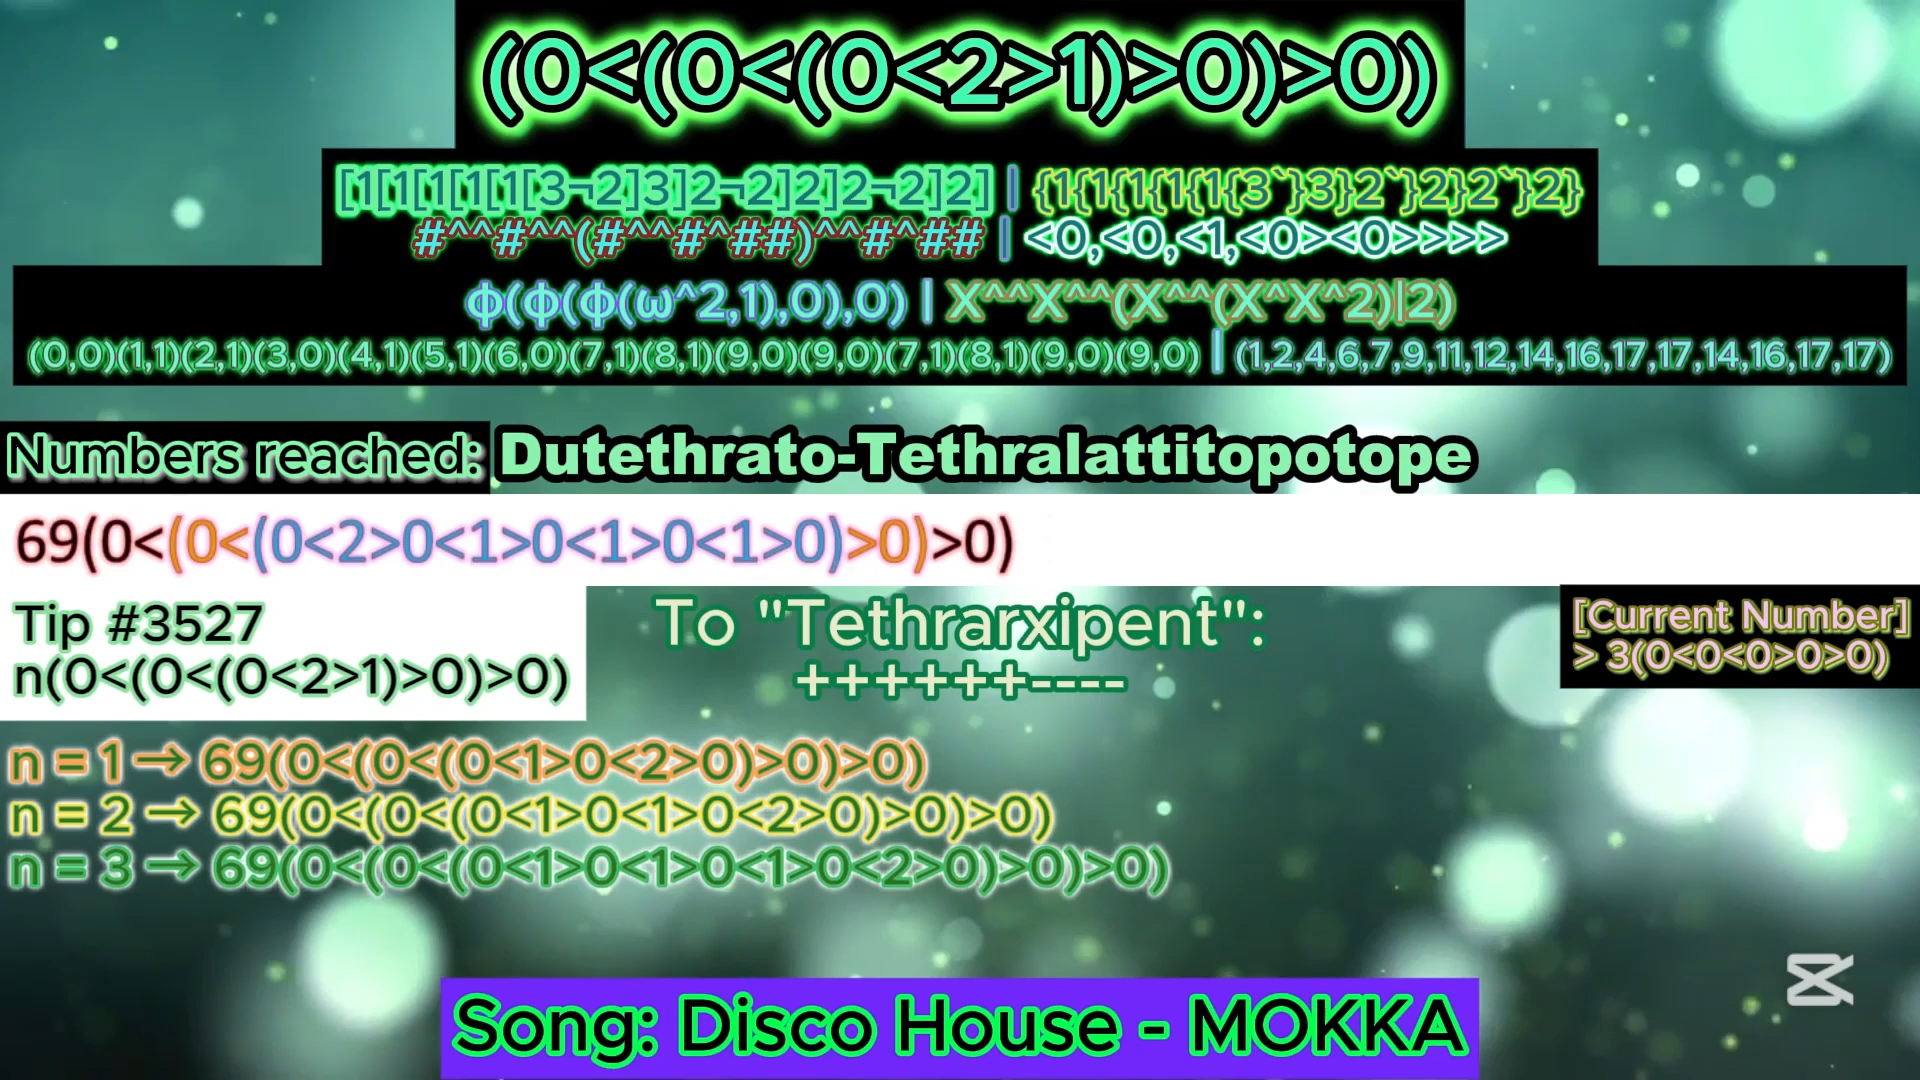 (0<(0<(0<2>1)>0)>0)
[1[1[1[1[1[3¬2]3]2¬2]2]2¬2]2] | {1{1{1{1{1{3`}3}2`}2}2`}2}
#^^#^^(#^^#^##)^^#^## | <0,<0,<1,<0><0>>>>
φ(φ(φ(ω^2,1),0),0) | X^^X^^(X^^(X^X^2)|2)
(0,0)(1,1)(2,1)(3,0)(4,1)(5,1)(6,0)(7,1)(8,1)(9,0)(9,0)(7,1)(8,1)(9,0)(9,0) | (1,2,4,6,7,9,11,12,14,16,17,17,14,16,17,17)
Numbers reached: Dutethrato-Tethralattitopotope
69(0<(0<(0<2>0<1>0<1>0<1>0)>0)>0)
Tip #3527
n(0<(0<(0<2>1)>0)>0)
To "Tethrarxipent":
++++++----
[Current Number]
> 3(0<0<0>0>0)
n = 1 → 69(0<(0<(0<1>0<2>0)>0)>0)
n = 2 → 69(0<(0<(0<1>0<1>0<2>0)>0)>0)
n = 3 → 69(0<(0<(0<1>0<1>0<1>0<2>0)>0)>0)
Song: Disco House - MOKKA